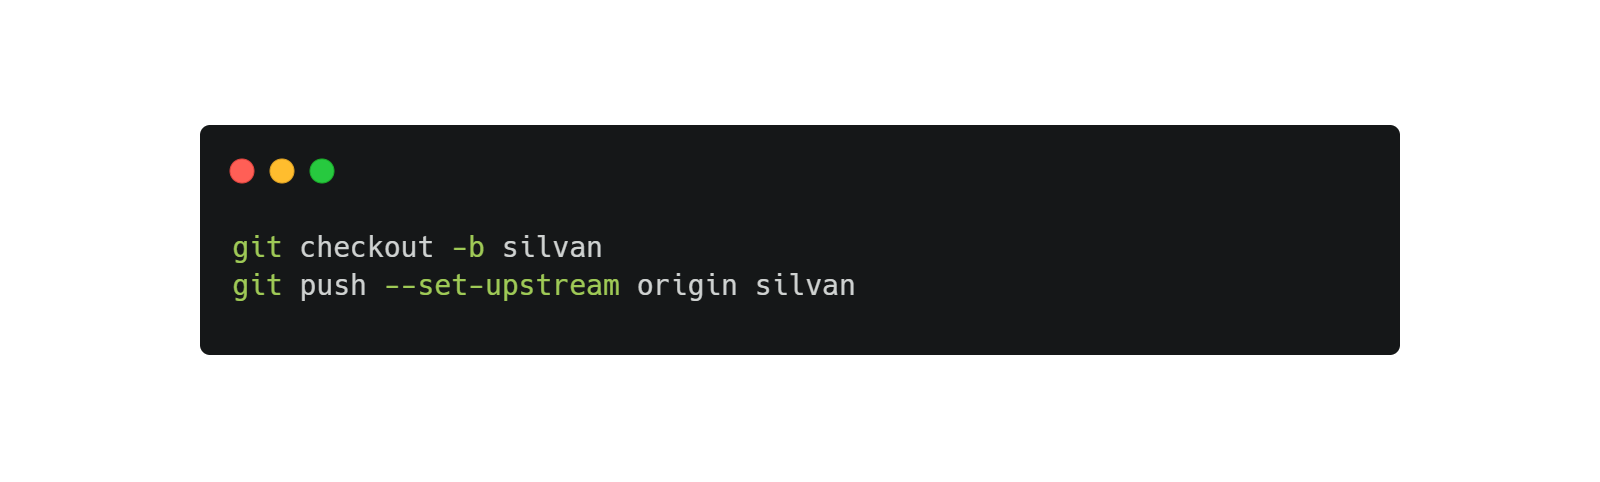 git checkout -b silvan
git push --set-upstream origin silvan